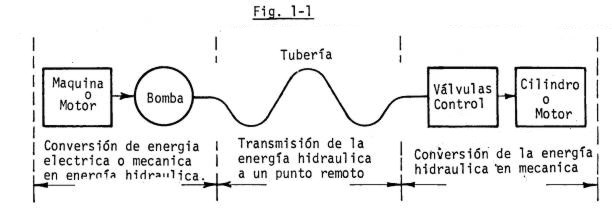 Fig. 1-1
Tubería
Maquina
o
Motor
Bomba
Válvulas
Control
Cilindro
o
Motor
Conversión de energia
electrica o mecanica
en energía hidraulica.
Transmisión de la
energía hidraulica
a un punto remoto
Conversión de la energía
hidraulica en mecanica